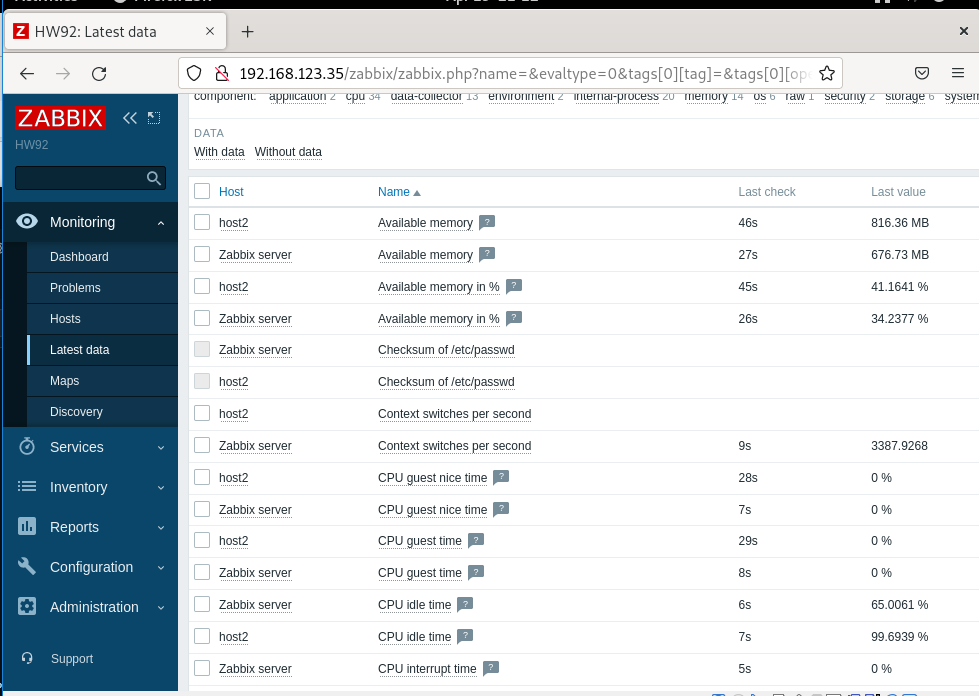 HW92: Latest data
192.168.123.35/zabbix/zabbix.php?name=&evaltype=0&tags[0][tag]=&tags[0][op
component: application 2 cpu 34 data-collector 13 environment 2 internal-process 20 memory 14 os 6 raw 1 security 2 storage 6 system
ZABBIX
HW92
Monitoring
Dashboard
Problems
Hosts
Latest data
Maps
Discovery
Services
Inventory
Reports
Configuration
Administration
Support
DATA
With data Without data
Host Name Last check Last value
host2 Available memory ? 46s 816.36 MB
Zabbix server Available memory ? 27s 676.73 MB
host2 Available memory in % ? 45s 41.1641 %
Zabbix server Available memory in % ? 26s 34.2377 %
Zabbix server Checksum of /etc/passwd
host2 Checksum of /etc/passwd
host2 Context switches per second
Zabbix server Context switches per second 9s 3387.9268
host2 CPU guest nice time ? 28s 0 %
Zabbix server CPU guest nice time ? 7s 0 %
host2 CPU guest time ? 29s 0 %
Zabbix server CPU guest time ? 8s 0 %
Zabbix server CPU idle time ? 6s 65.0061 %
host2 CPU idle time ? 7s 99.6939 %
Zabbix server CPU interrupt time ? 5s 0 %